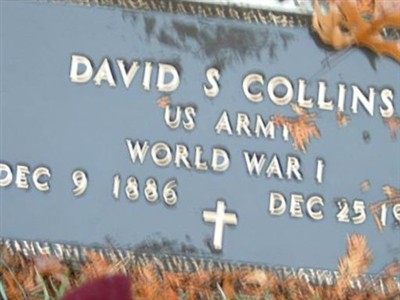 DAVID S COLLINS
US ARMY
WORLD WAR I
DEC 9 1886 DEC 25